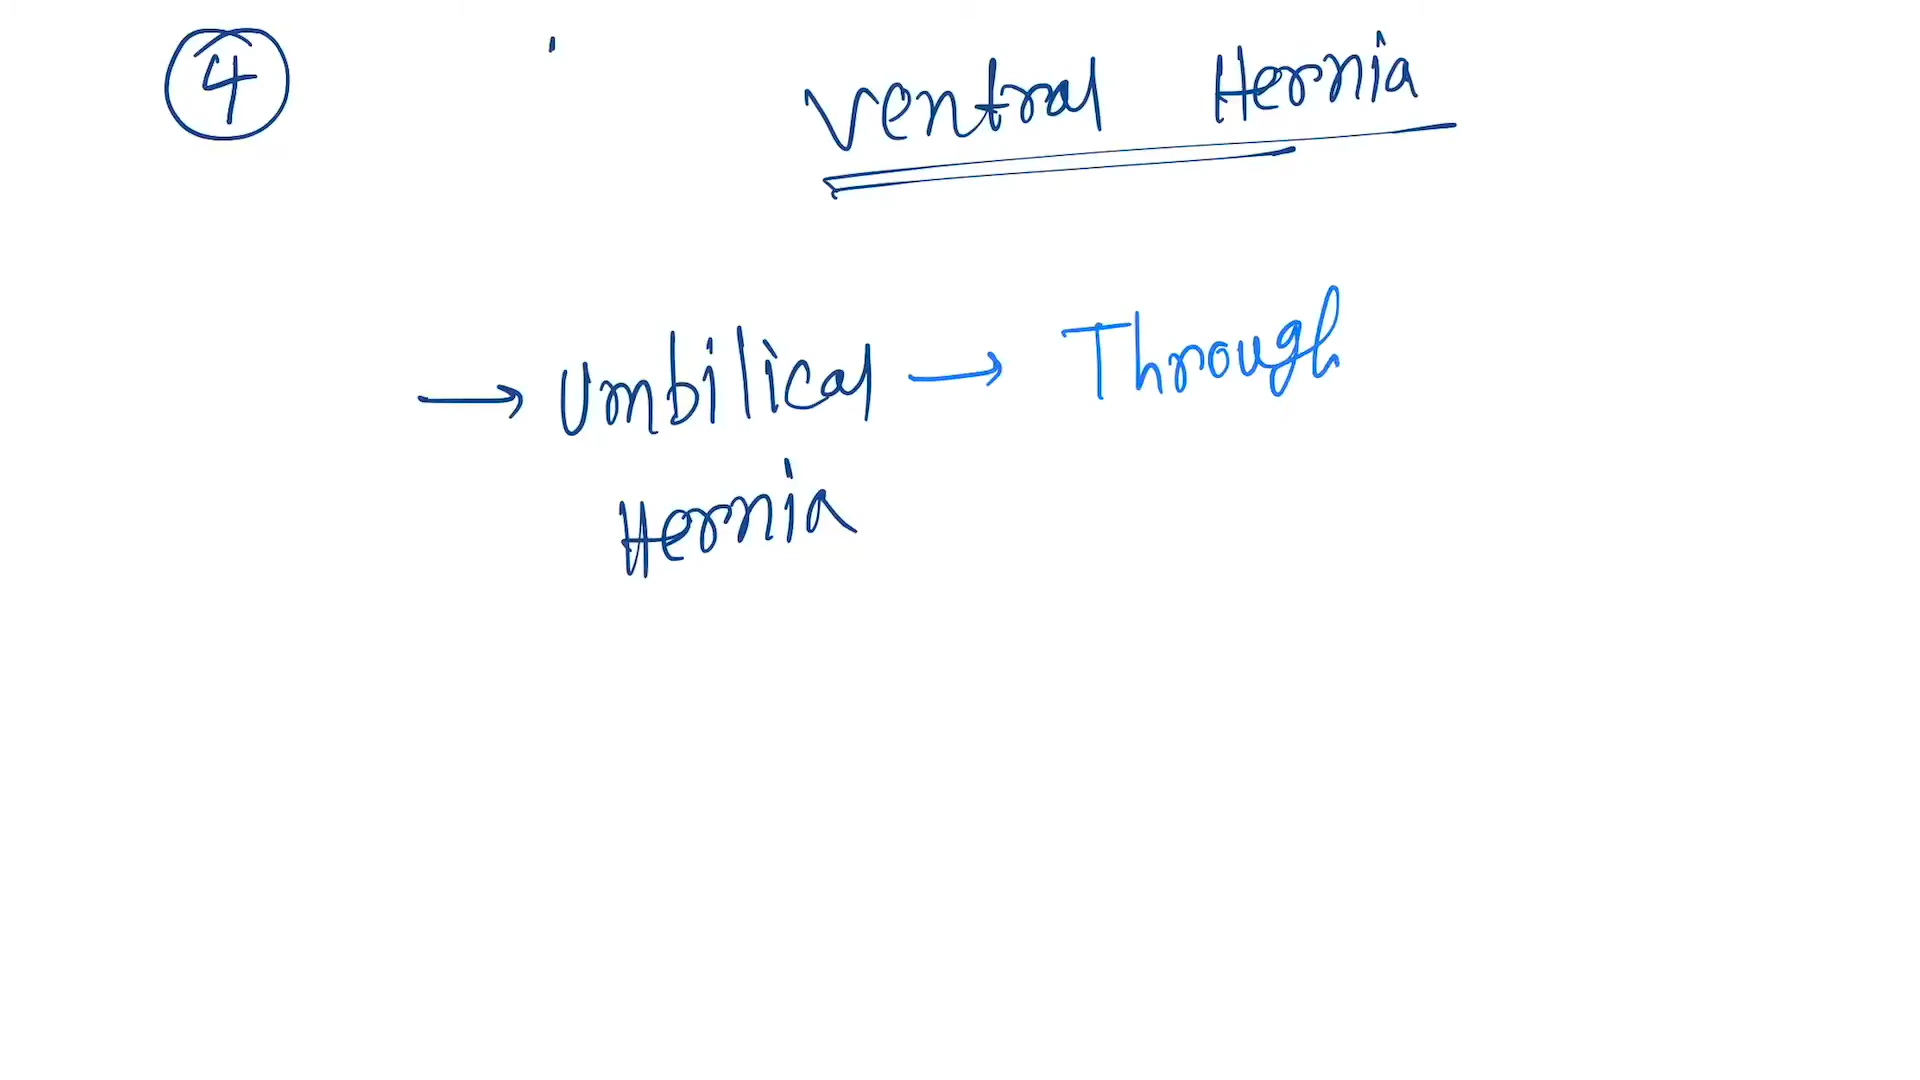 4
Ventral Hernia
→ Umbilical → Through
Hernia